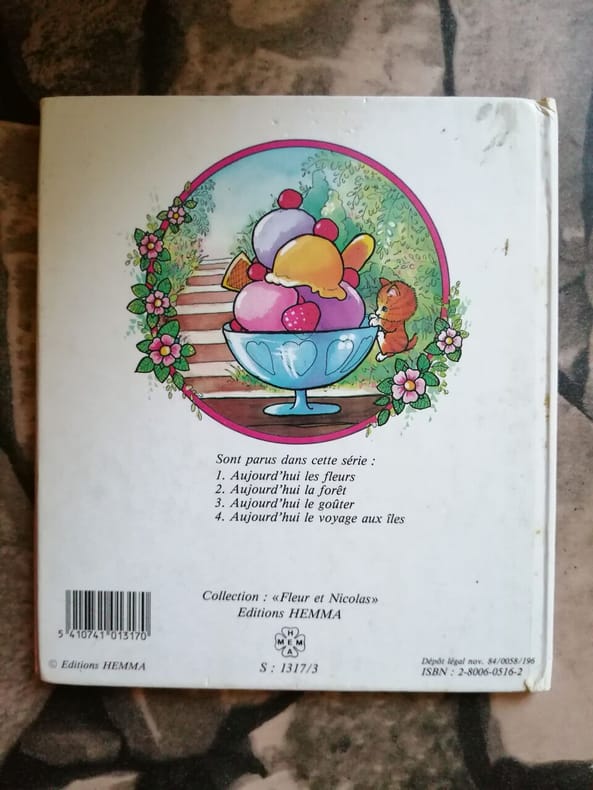 Sont parus dans cette série :
1. Aujourd'hui les fleurs
2. Aujourd'hui la forêt
3. Aujourd'hui le goûter
4. Aujourd'hui le voyage aux îles
Collection : «Fleur et Nicolas»
Editions HEMMA
5 410741 013170
H
MEM
A
© Editions HEMMA
S : 1317/3
Dépôt légal nov. 84/0058/196
ISBN : 2-8006-0516-2